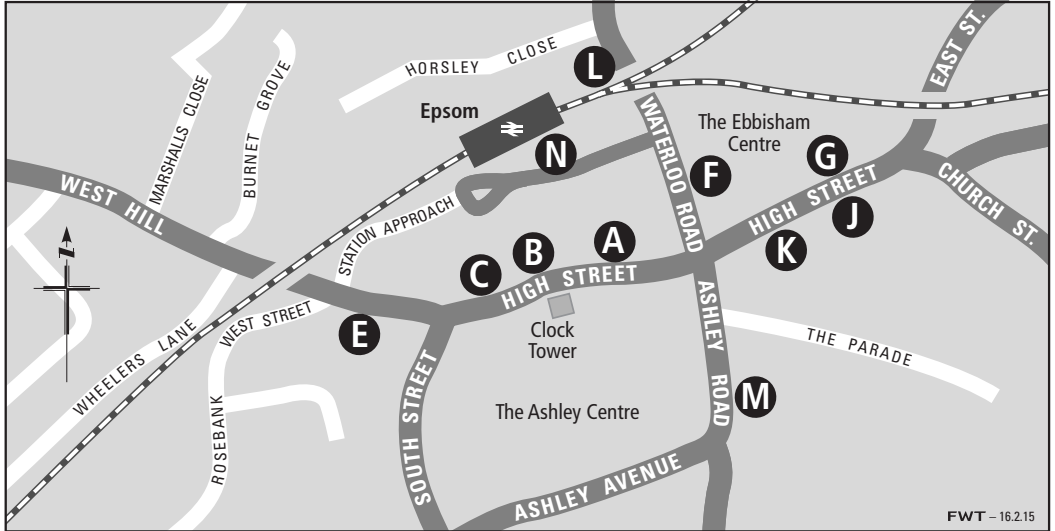 EAST ST.
HORSLEY CLOSE
L
MARSHALLS CLOSE
BURNET GROVE
Epsom
WATERLOO ROAD
The Ebbisham
Centre
N
G
F
WEST HILL
HIGH STREET
CHURCH ST.
J
STATION APPROACH
K
N
A
B
C
HIGH STREET
ASHLEY ROAD
WEST STREET
E
Clock
Tower
THE PARADE
WHEELERS LANE
M
SOUTH STREET
The Ashley Centre
ROSEBANK
ASHLEY AVENUE
FWT – 16.2.15